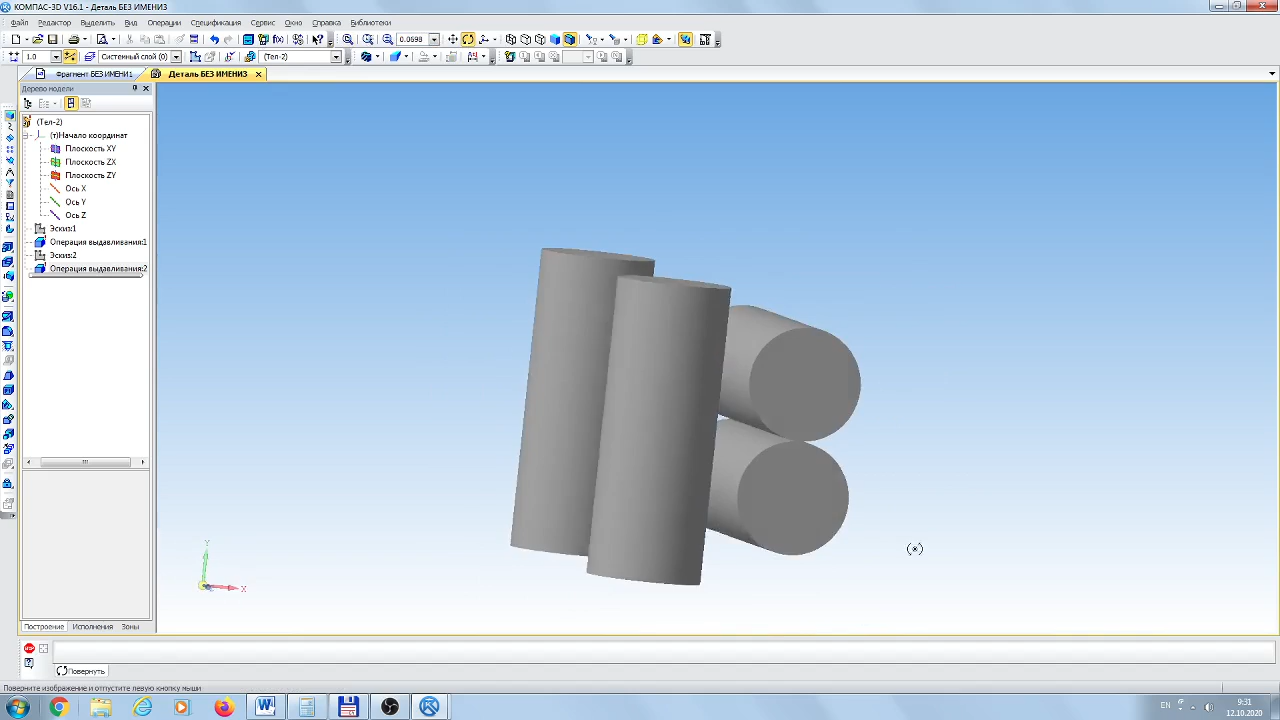 КОМПАС-3D V16.1 - Деталь БЕЗ ИМЕНИ3
Файл Редактор Выделить Вид Операции Спецификация Сервис Окно Справка Библиотеки
0.0698
1.0 Системный слой (0) (Тел-2)
Фрагмент БЕЗ ИМЕНИ1 Деталь БЕЗ ИМЕНИ3
Дерево модели
(Тел-2)
(т)Начало координат
Плоскость XY
Плоскость ZX
Плоскость ZY
Ось X
Ось Y
Ось Z
Эскиз:1
Операция выдавливания:1
Эскиз:2
Операция выдавливания:2
Y
X
Построение Исполнения Зоны
STOP
Повернуть
Поверните изображение и отпустите левую кнопку мыши
EN 9:31
12.10.2020